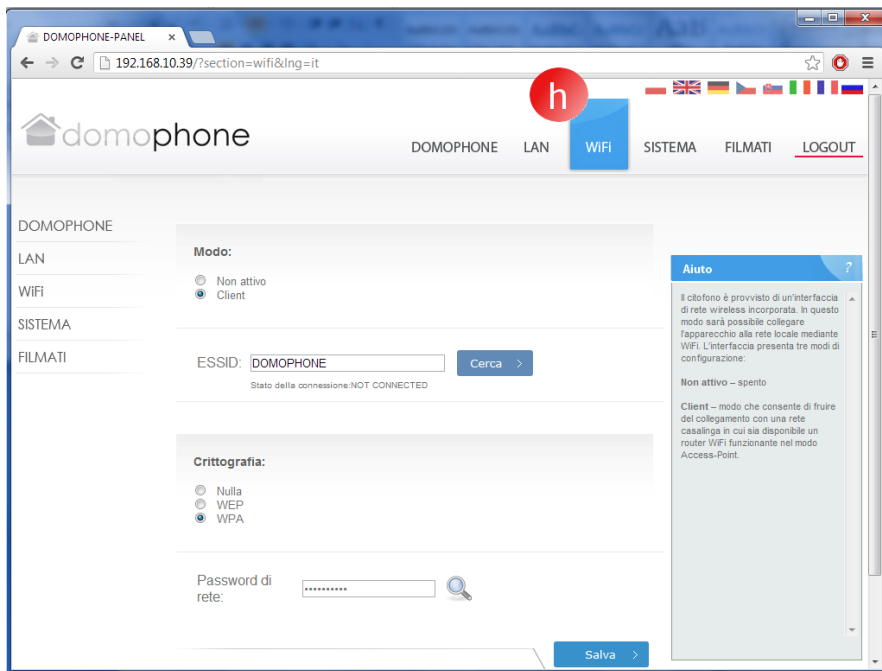 DOMOPHONE-PANEL
192.168.10.39/?section=wifi&lng=it
h
domophone
DOMOPHONE LAN WiFi SISTEMA FILMATI LOGOUT
DOMOPHONE
LAN
WiFi
SISTEMA
FILMATI
Modo:
Non attivo
Client
ESSID: DOMOPHONE Cerca
Stato della connessione:NOT CONNECTED
Crittografia:
Nulla
WEP
WPA
Password di
rete:
Salva
Aiuto ?
Il citofono è provvisto di un'interfaccia
di rete wireless incorporata. In questo
modo sarà possibile collegare
l'apparecchio alla rete locale mediante
WiFi. L'interfaccia presenta tre modi di
configurazione:
Non attivo – spento
Client – modo che consente di fruire
del collegamento con una rete
casalinga in cui sia disponibile un
router WiFi funzionante nel modo
Access-Point.